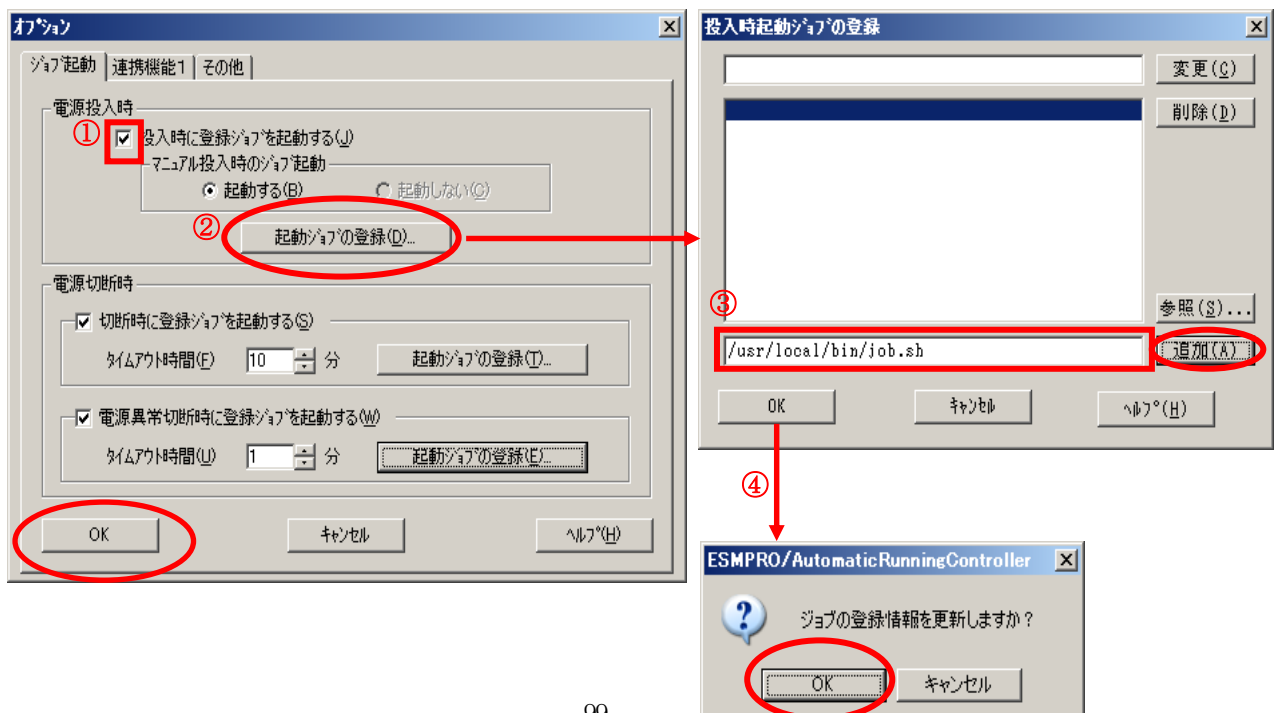 オプション
ジョブ起動 連携機能1 その他
電源投入時
①
投入時に登録ジョブを起動する(J)
マニュアル投入時のジョブ起動
起動する(B) 起動しない(C)
②
起動ジョブの登録(D)...
電源切断時
切断時に登録ジョブを起動する(S)
タイムアウト時間(F) 10 分 起動ジョブの登録(T)...
電源異常切断時に登録ジョブを起動する(W)
タイムアウト時間(U) 1 分 起動ジョブの登録(E)...
OK キャンセル ヘルプ(H)
投入時起動ジョブの登録
変更(C)
削除(D)
③
参照(S)...
/usr/local/bin/job.sh 追加(A)
OK キャンセル ヘルプ(H)
④
ESMPRO/AutomaticRunningController
ジョブの登録情報を更新しますか？
OK キャンセル